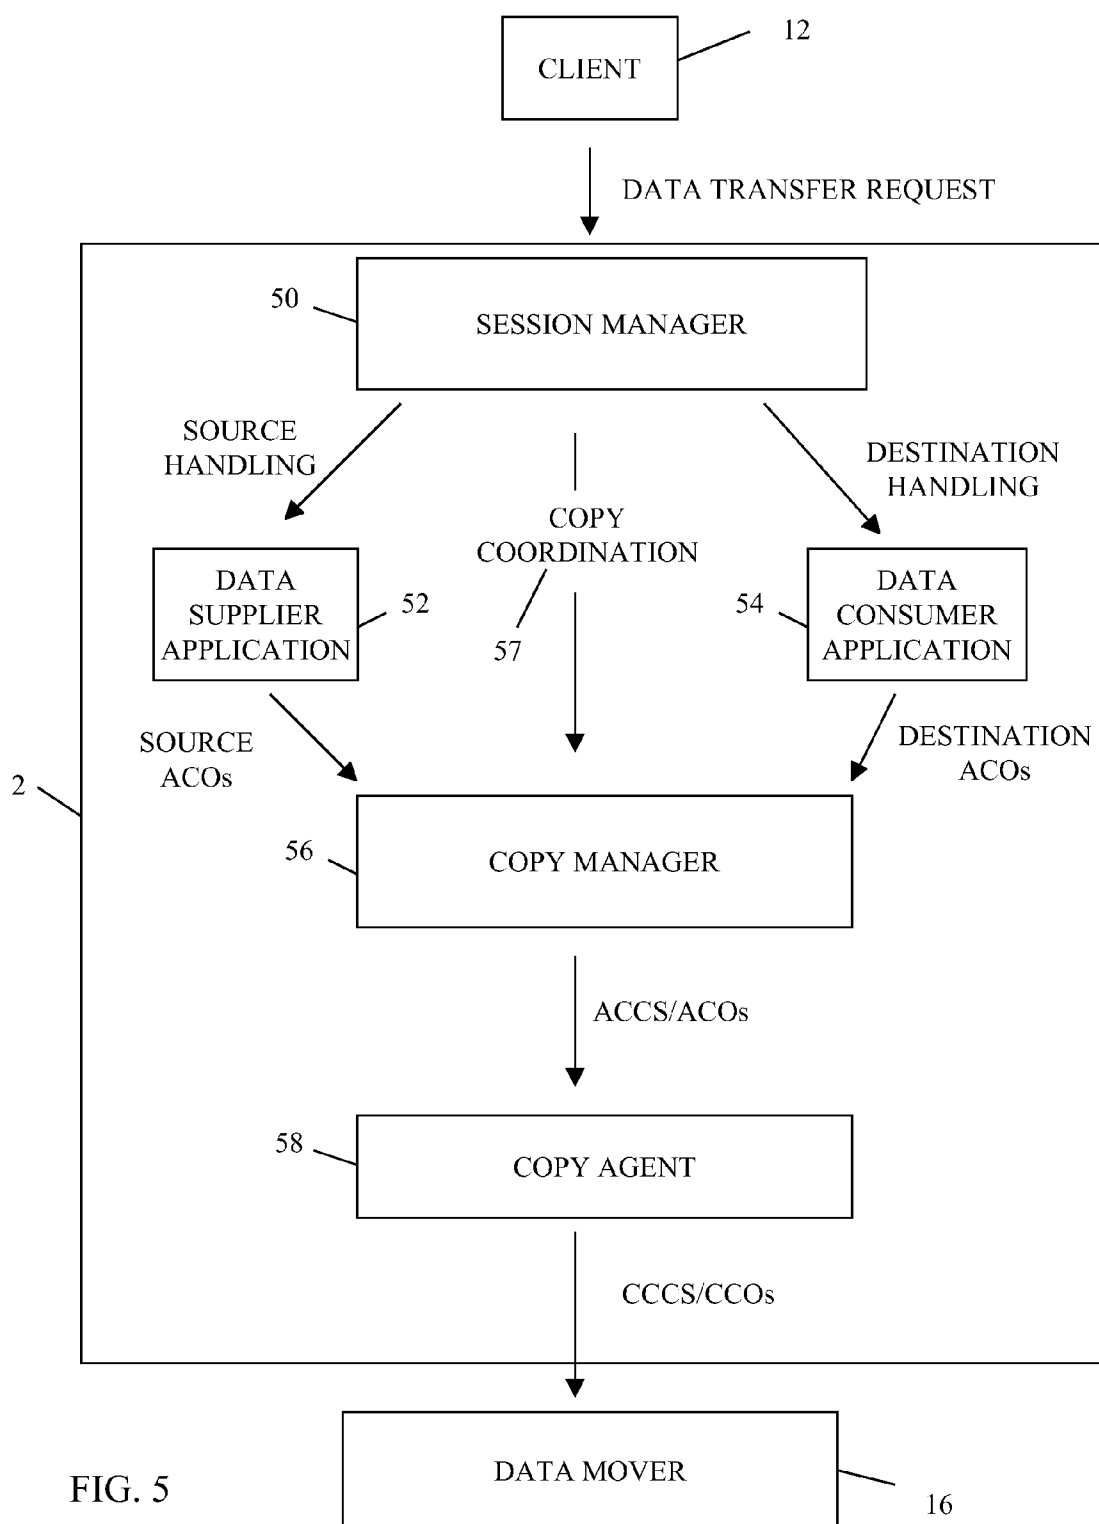 12
CLIENT
DATA TRANSFER REQUEST
50
SESSION MANAGER
SOURCE
HANDLING
COPY
COORDINATION
57
DESTINATION
HANDLING
DATA
SUPPLIER
APPLICATION
52
54
DATA
CONSUMER
APPLICATION
SOURCE
ACOs
DESTINATION
ACOs
2
56
COPY MANAGER
ACCS/ACOs
58
COPY AGENT
CCCS/CCOs
DATA MOVER
16
FIG. 5